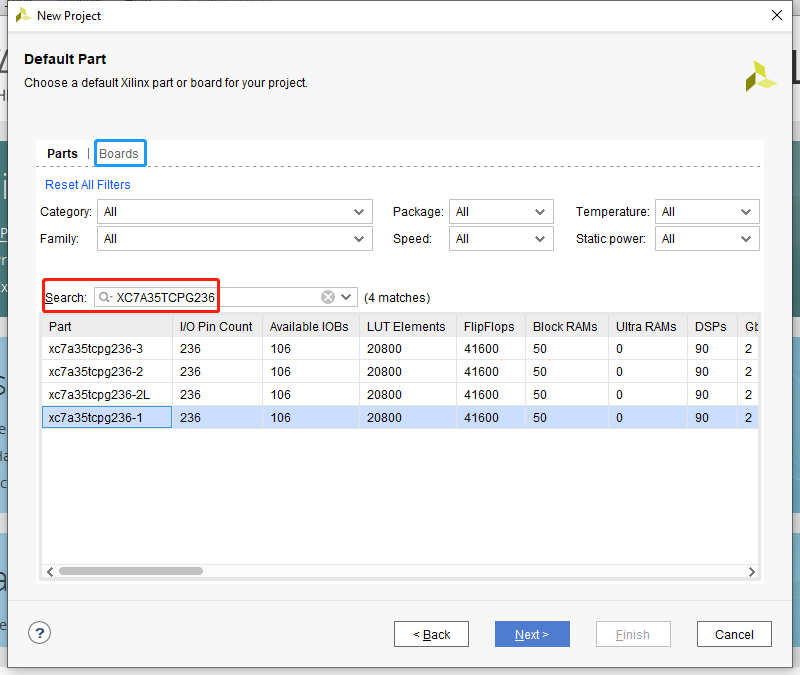 New Project
Default Part
Choose a default Xilinx part or board for your project.
Parts | Boards
Reset All Filters
Category: All Package: All Temperature: All
Family: All Speed: All Static power: All
Search: XC7A35TCPG236 (4 matches)
Part I/O Pin Count Available IOBs LUT Elements FlipFlops Block RAMs Ultra RAMs DSPs Gb
xc7a35tcpg236-3 236 106 20800 41600 50 0 90 2
xc7a35tcpg236-2 236 106 20800 41600 50 0 90 2
xc7a35tcpg236-2L 236 106 20800 41600 50 0 90 2
xc7a35tcpg236-1 236 106 20800 41600 50 0 90 2
? < Back Next > Finish Cancel